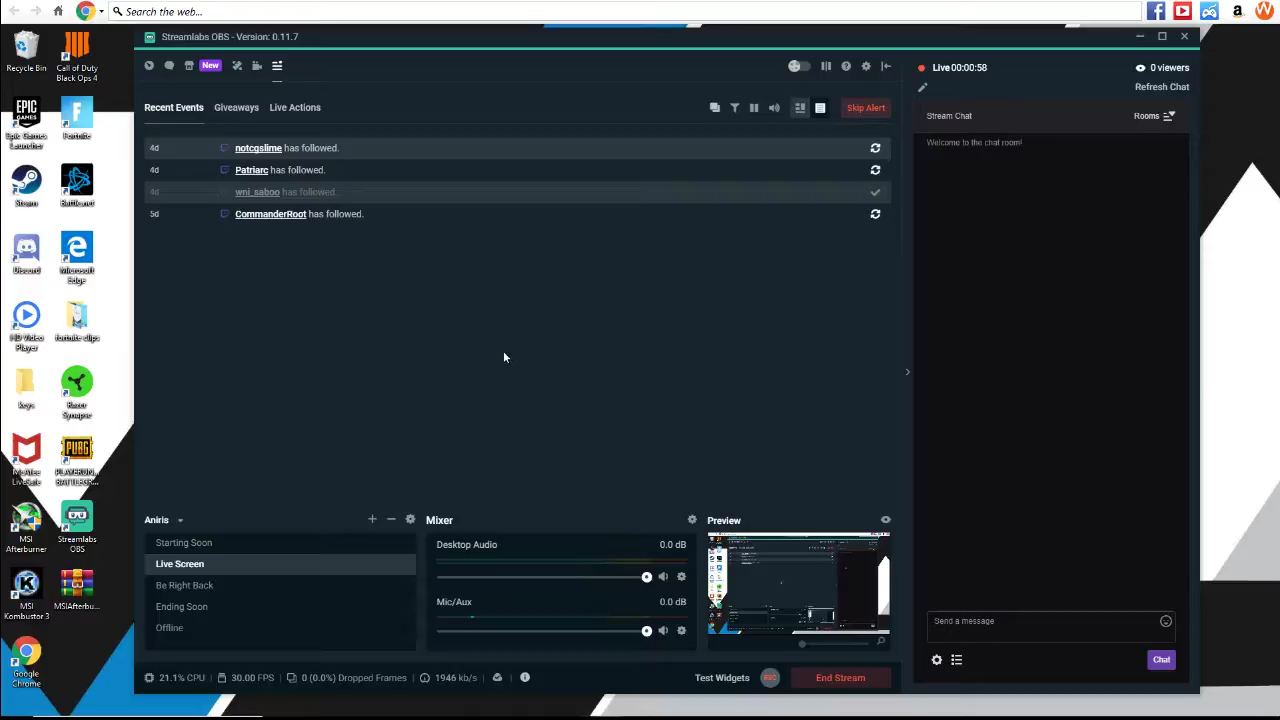 Search the web...
Streamlabs OBS - Version: 0.11.7
New
Live 00:00:58
0 viewers
Refresh Chat
Recent Events
Giveaways
Live Actions
Skip Alert
Stream Chat
Rooms
Welcome to the chat room!
4d
notcgslime has followed.
4d
Patriarc has followed.
4d
wni_saboo has followed.
5d
CommanderRoot has followed.
Recycle Bin
Call of Duty
Black Ops 4
EPIC
GAMES
Epic Games
Launcher
Fortnite
Steam
Battle.net
Discord
Microsoft
Edge
HD Video
Player
fortnite clips
keys
Razer
Synapse
McAfee
LiveSafe
PUBG
PLAYERUN...
BATTLEGR...
MSI
Afterburner
Streamlabs
OBS
MSI
Kombustor 3
MSIAfterbu...
Google
Chrome
Aniris
Starting Soon
Live Screen
Be Right Back
Ending Soon
Offline
Mixer
Desktop Audio
0.0 dB
Mic/Aux
0.0 dB
Preview
Send a message
Chat
21.1% CPU
30.00 FPS
0 (0.0%) Dropped Frames
1946 kb/s
Test Widgets
REC
End Stream